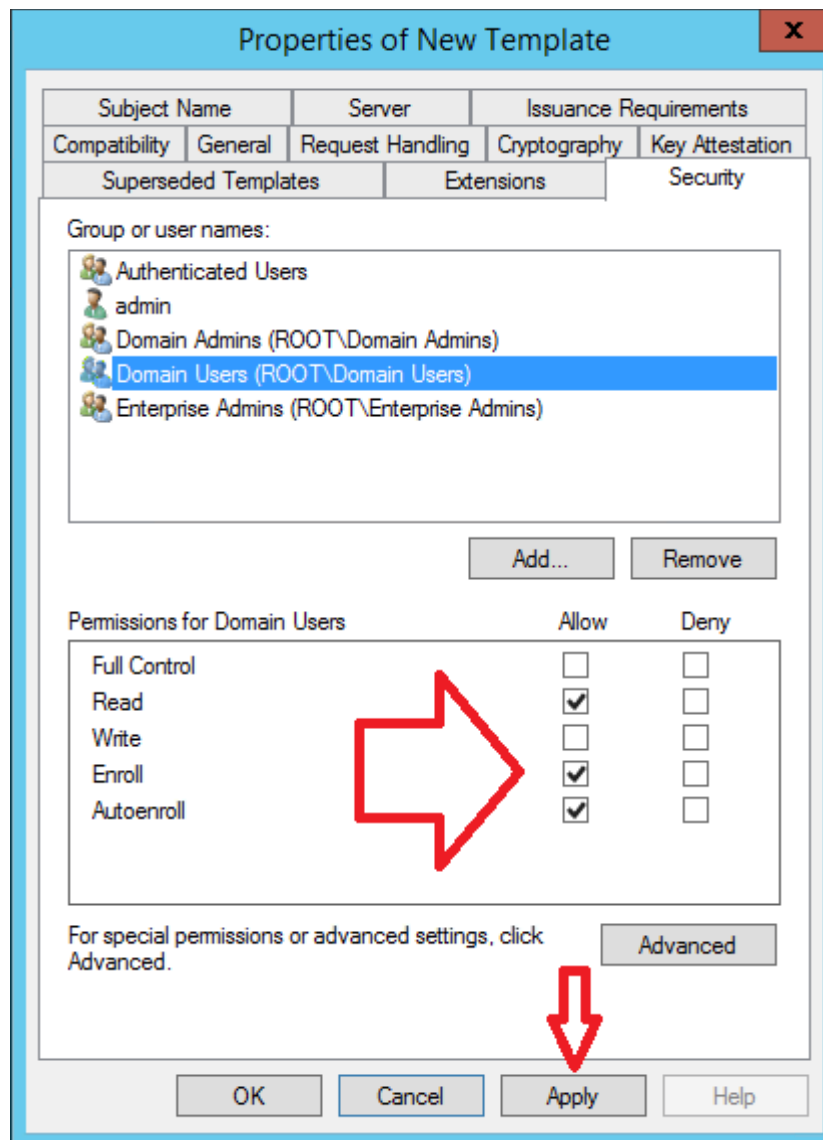 Properties of New Template
x
Subject Name Server Issuance Requirements
Compatibility General Request Handling Cryptography Key Attestation
Superseded Templates Extensions Security
Group or user names:
Authenticated Users
admin
Domain Admins (ROOT\Domain Admins)
Domain Users (ROOT\Domain Users)
Enterprise Admins (ROOT\Enterprise Admins)
Add... Remove
Permissions for Domain Users Allow Deny
Full Control
Read
Write
Enroll
Autoenroll
For special permissions or advanced settings, click
Advanced.
Advanced
OK Cancel Apply Help